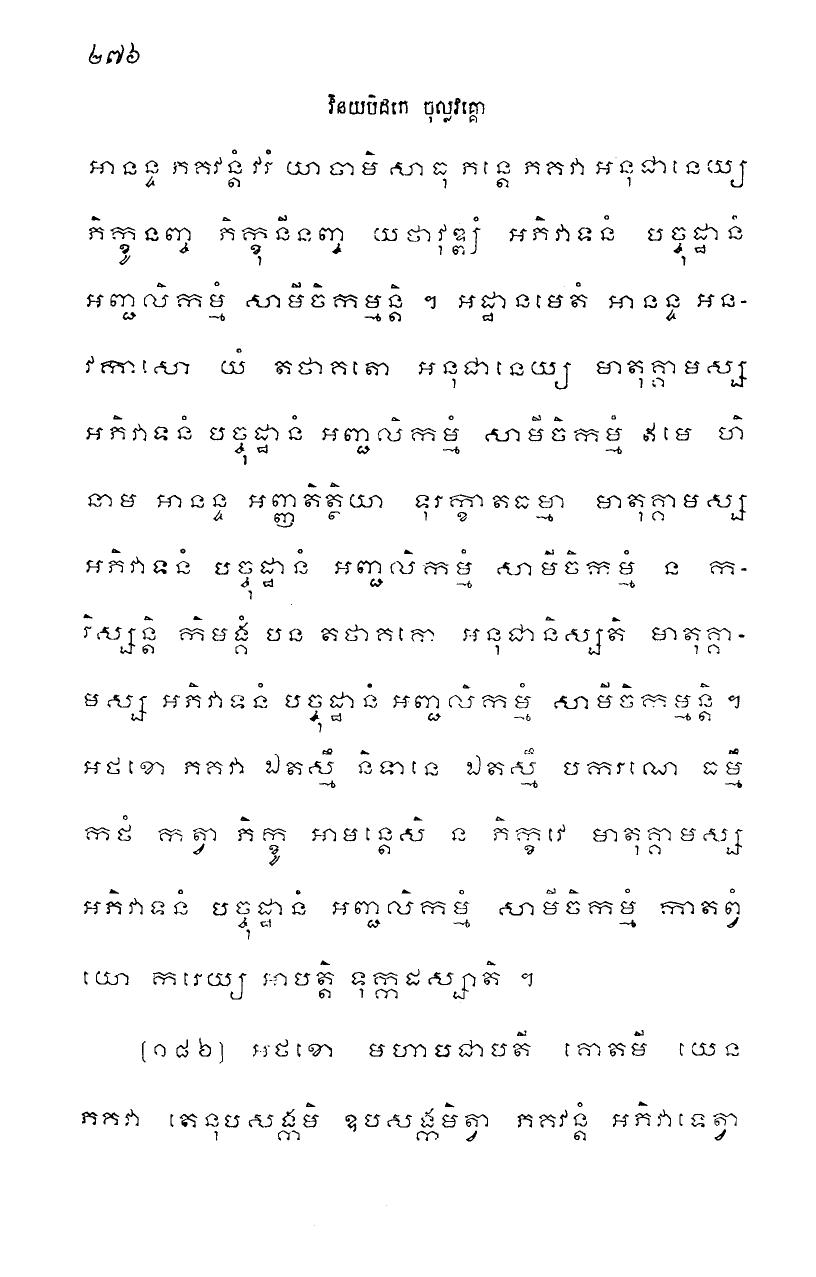 ២៧៦
វិនយបិដកេ ចុល្លវគ្គោ
អានន្ទ ភគវន្តំ វរំ យាចាមិ សាធុ ភន្តេ ភគវា អនុជានេយ្យ
ភិក្ខូនញ្ច ភិក្ខុនីនញ្ច យថាវុឌ្ឍំ អភិវាទនំ បច្ចុដ្ឋានំ
អញ្ជលិកម្មំ សាមីចិកម្មន្តិ ។ អដ្ឋានមេតំ អានន្ទ អន-
វកាសោ យំ តថាគតោ អនុជានេយ្យ មាតុគ្គាមស្ស
អភិវាទនំ បច្ចុដ្ឋានំ អញ្ជលិកម្មំ សាមីចិកម្មំ ឥមេ ហិ
នាម អានន្ទ អញ្ញតិត្ថិយា ទុរក្ខាតធម្មា មាតុគ្គាមស្ស
អភិវាទនំ បច្ចុដ្ឋានំ អញ្ជលិកម្មំ សាមីចិកម្មំ ន ក-
រិស្សន្តិ កិមង្គំ បន តថាគតោ អនុជានិស្សតិ មាតុគ្គា-
មស្ស អភិវាទនំ បច្ចុដ្ឋានំ អញ្ជលិកម្មំ សាមីចិកម្មន្តិ ។
អថខោ ភគវា ឯតស្មឹ និទានេ ឯតស្មឹ បករណេ ធម្មឹ
កថំ កត្វា ភិក្ខូ អាមន្តេសិ ន ភិក្ខវេ មាតុគ្គាមស្ស
អភិវាទនំ បច្ចុដ្ឋានំ អញ្ជលិកម្មំ សាមីចិកម្មំ កាតព្វំ
យោ ករេយ្យ អាបត្តិ ទុក្កដស្សាតិ ។
[១៨៦] អថខោ មហាបជាបតី គោតមី យេន
ភគវា តេនុបសង្កមិ ឧបសង្កមិត្វា ភគវន្តំ អភិវាទេត្វា